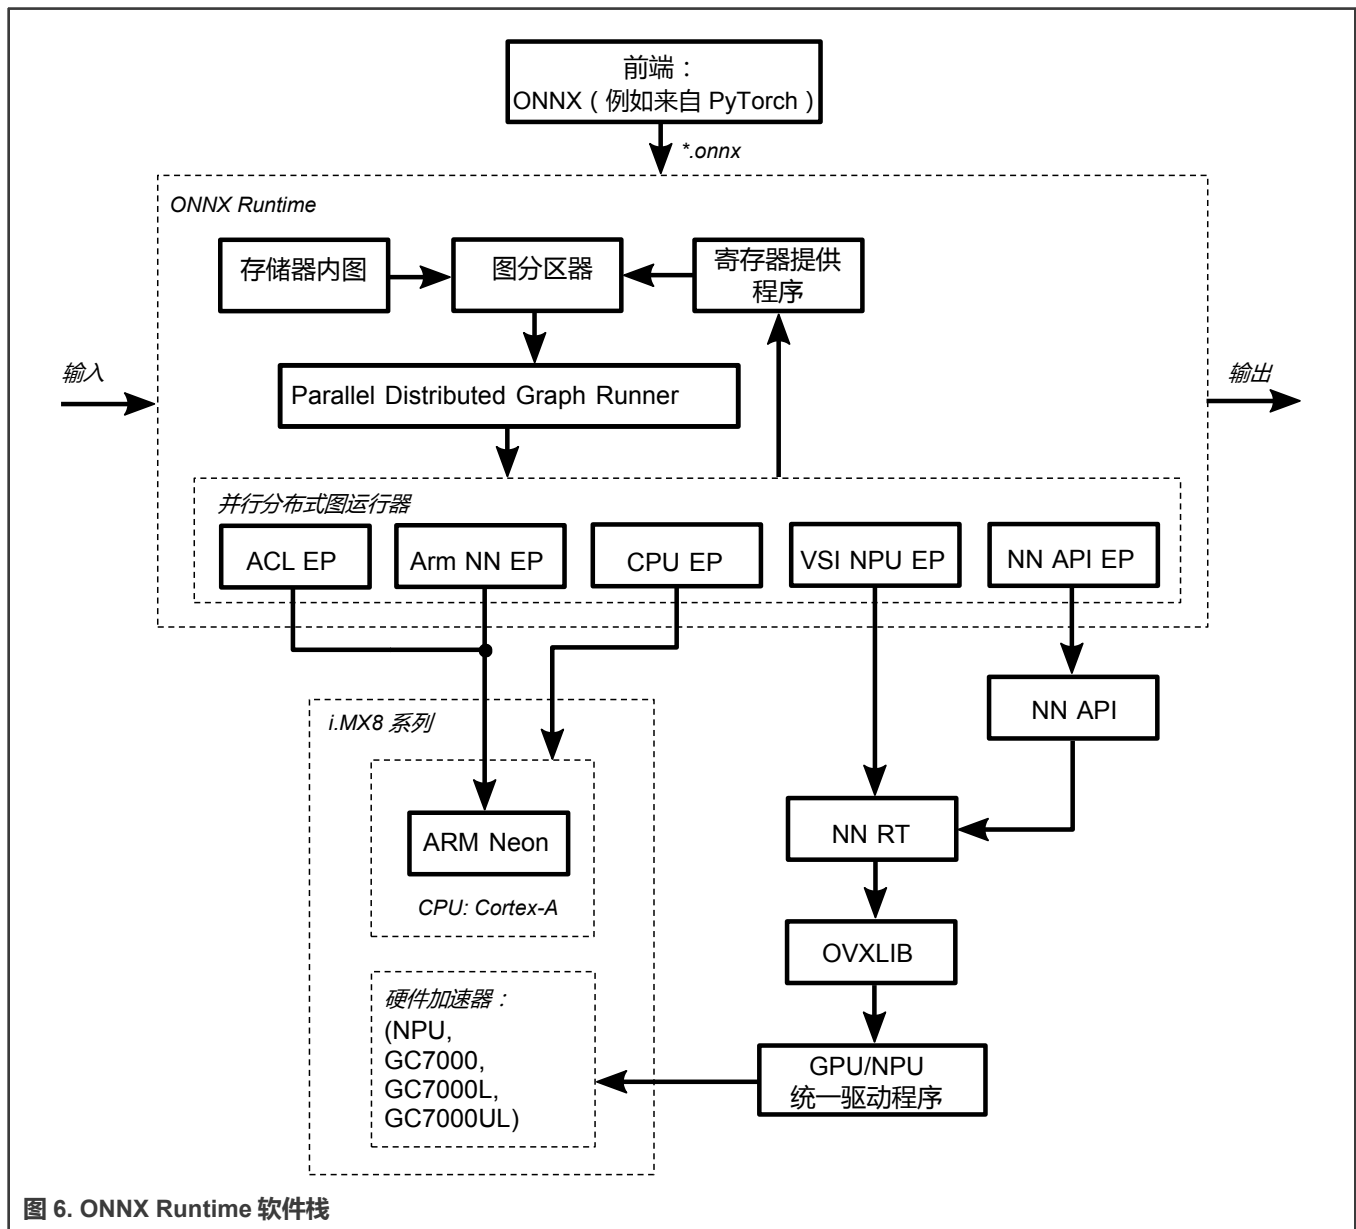 前端：
ONNX（例如来自 PyTorch）
*.onnx
ONNX Runtime
存储器内图
图分区器
寄存器提供
程序
输入
输出
Parallel Distributed Graph Runner
并行分布式图运行器
ACL EP
Arm NN EP
CPU EP
VSI NPU EP
NN API EP
i.MX8 系列
NN API
ARM Neon
NN RT
CPU: Cortex-A
OVXLIB
硬件加速器：
(NPU,
GC7000,
GC7000L,
GC7000UL)
GPU/NPU
统一驱动程序
图 6. ONNX Runtime 软件栈